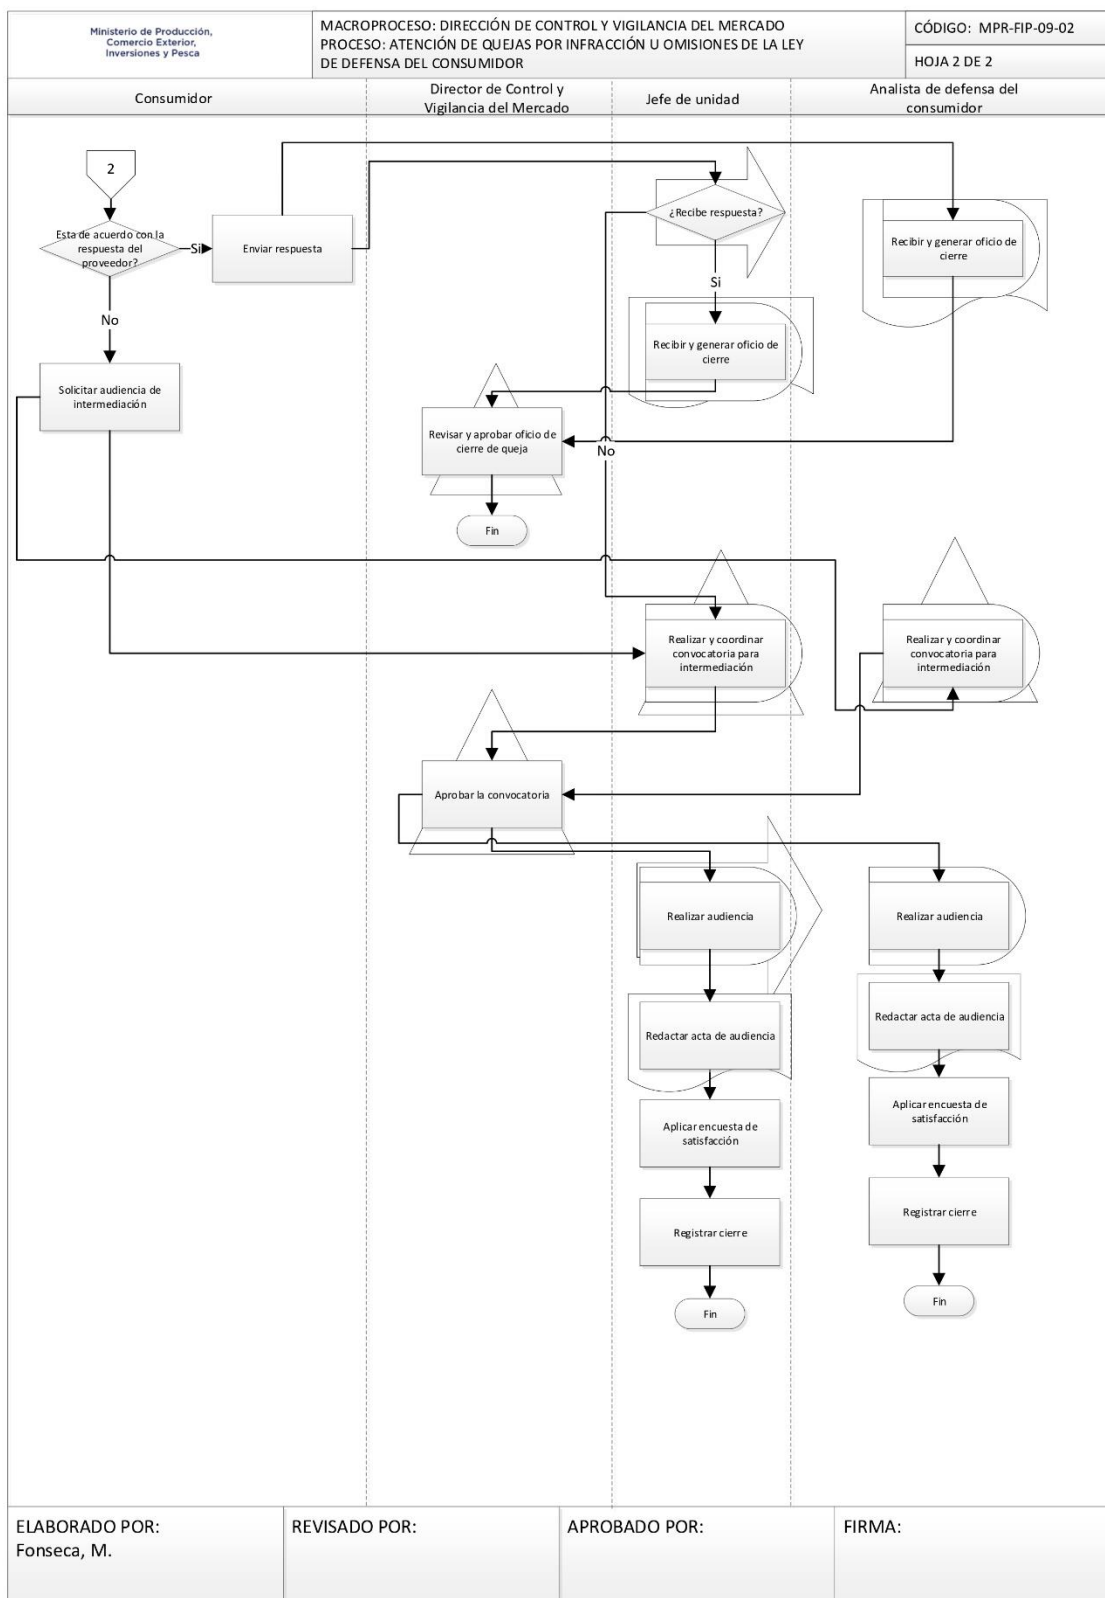 Ministerio de Producción,
Comercio Exterior,
Inversiones y Pesca
MACROPROCESO: DIRECCIÓN DE CONTROL Y VIGILANCIA DEL MERCADO
PROCESO: ATENCIÓN DE QUEJAS POR INFRACCIÓN U OMISIONES DE LA LEY
DE DEFENSA DEL CONSUMIDOR
CÓDIGO: MPR-FIP-09-02
HOJA 2 DE 2
Consumidor
Director de Control y
Vigilancia del Mercado
Jefe de unidad
Analista de defensa del
consumidor
2
Esta de acuerdo con la
respuesta del
proveedor?
Si
Enviar respuesta
¿Recibe respuesta?
Recibir y generar oficio de
cierre
Si
No
Recibir y generar oficio de
cierre
Solicitar audiencia de
intermediación
Revisar y aprobar oficio de
cierre de queja
No
Fin
Realizar y coordinar
convocatoria para
intermediación
Realizar y coordinar
convocatoria para
intermediación
Aprobar la convocatoria
Realizar audiencia
Realizar audiencia
Redactar acta de audiencia
Redactar acta de audiencia
Aplicar encuesta de
satisfacción
Aplicar encuesta de
satisfacción
Registrar cierre
Registrar cierre
Fin
Fin
ELABORADO POR:
Fonseca, M.
REVISADO POR:
APROBADO POR:
FIRMA: